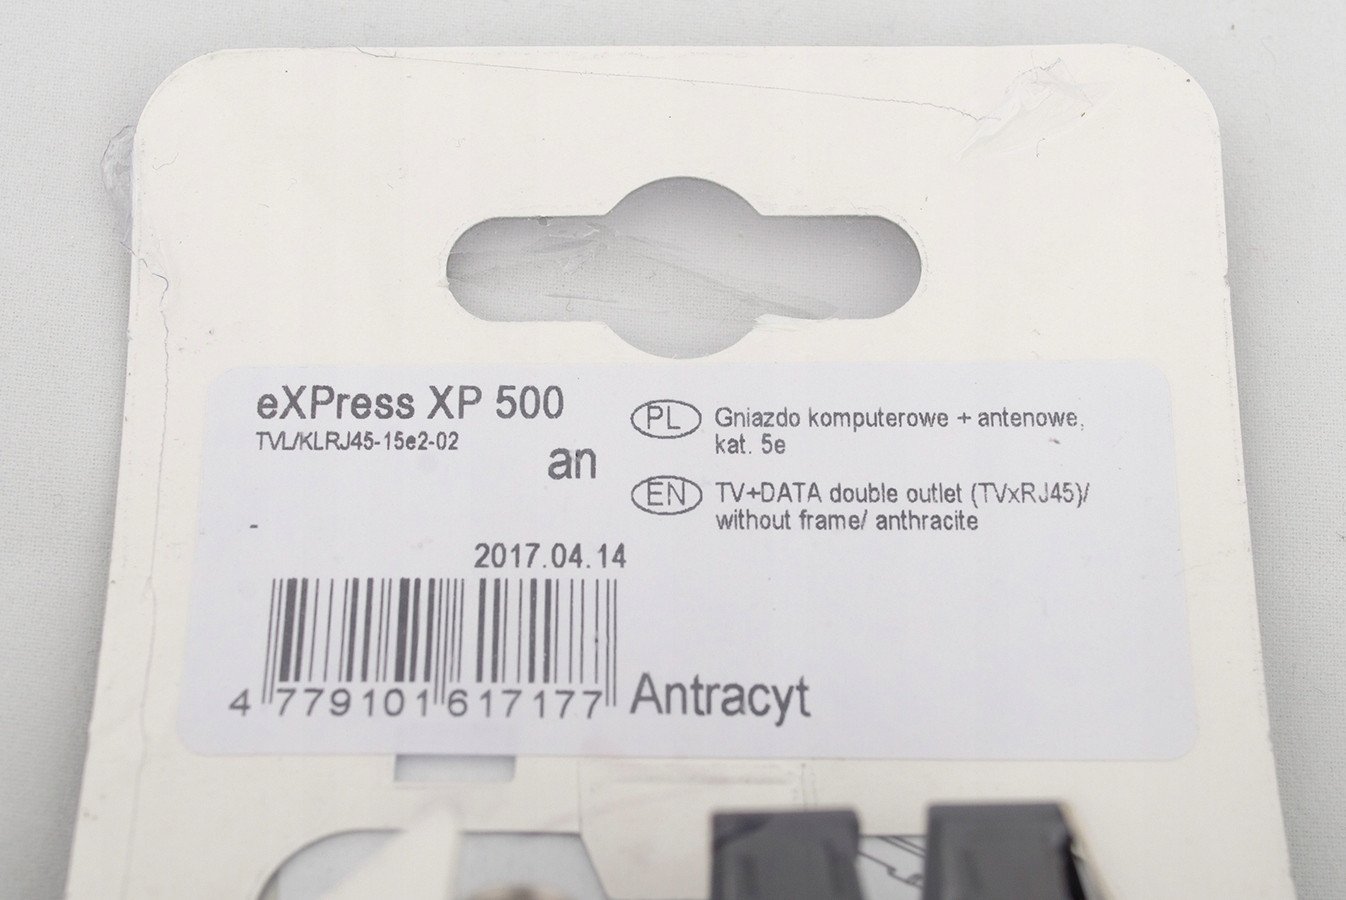 eXPress XP 500
TVL/KLRJ45-15e2-02
an
PL Gniazdo komputerowe + antenowe,
kat. 5e
EN TV+DATA double outlet (TVxRJ45)/
without frame/ anthracite
-
2017.04.14
4 779101 617177
Antracyt